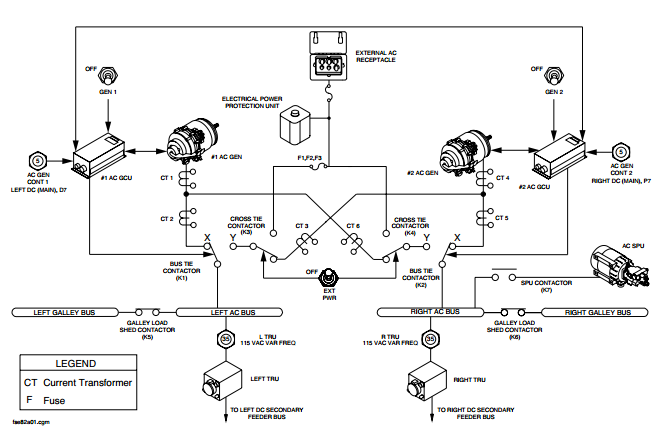 EXTERNAL AC
RECEPTACLE
OFF
GEN 1
OFF
GEN 2
ELECTRICAL POWER
PROTECTION UNIT
5
AC GEN
CONT 1
LEFT DC (MAIN), D7
#1 AC GCU
#1 AC GEN
F1,F2,F3
#2 AC GEN
#2 AC GCU
5
AC GEN
CONT 2
RIGHT DC (MAIN), P7
CT 1
CT 4
CT 2
CROSS TIE
CONTACTOR
(K3)
CT 3
CT 6
CROSS TIE
CONTACTOR
(K4)
CT 5
X
Y
Y
X
AC SPU
BUS TIE
CONTACTOR
(K1)
OFF
EXT
PWR
BUS TIE
CONTACTOR
(K2)
SPU CONTACTOR
(K7)
LEFT GALLEY BUS
LEFT AC BUS
RIGHT AC BUS
RIGHT GALLEY BUS
GALLEY LOAD
SHED CONTACTOR
(K5)
GALLEY LOAD
SHED CONTACTOR
(K6)
35
L TRU
115 VAC VAR FREQ
R TRU
115 VAC VAR FREQ
35
LEFT TRU
RIGHT TRU
LEGEND
CT Current Transformer
F Fuse
TO LEFT DC SECONDARY
FEEDER BUS
TO RIGHT DC SECONDARY
FEEDER BUS
fse82a01.cgm